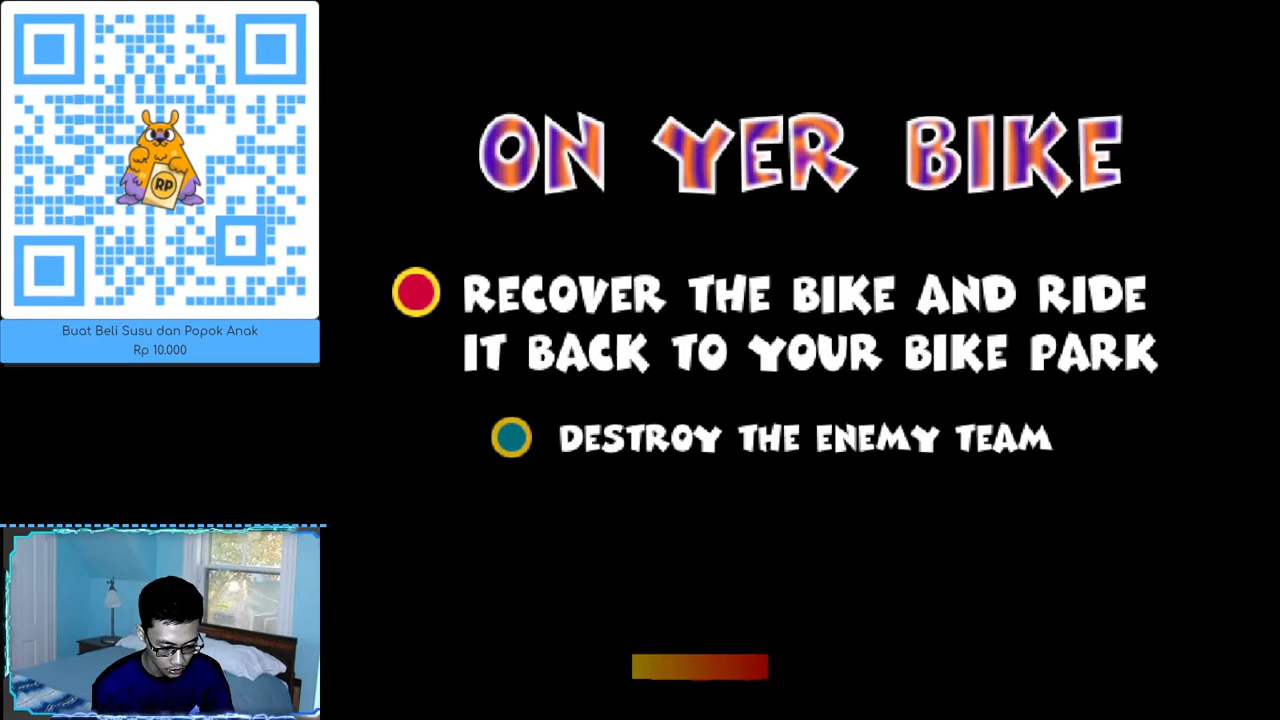 RP
Buat Beli Susu dan Popok Anak
Rp 10.000
ON YER BIKE
RECOVER THE BIKE AND RIDE
IT BACK TO YOUR BIKE PARK
DESTROY THE ENEMY TEAM